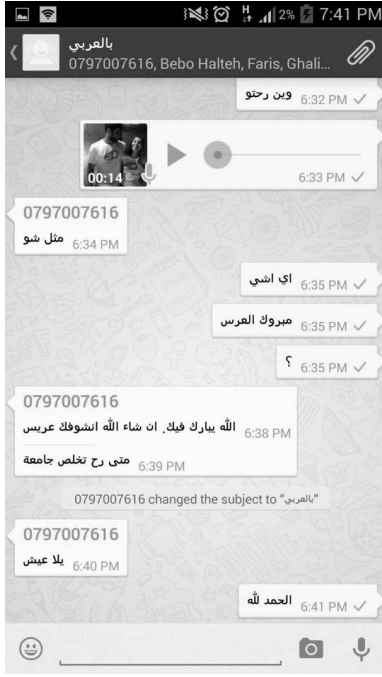 2% 7:41 PM
بالعربي
0797007616, Bebo Halteh, Faris, Ghali...
وين رحتو 6:32 PM
00:14 6:33 PM
0797007616
مثل شو 6:34 PM
اي اشي 6:35 PM
مبروك العرس 6:35 PM
؟ 6:35 PM
0797007616
الله يبارك فيك. ان شاء الله انشوفك عريس 6:38 PM
متى رح تخلص جامعة 6:39 PM
0797007616 changed the subject to “بالعربي”
0797007616
يلا عيش 6:40 PM
الحمد لله 6:41 PM